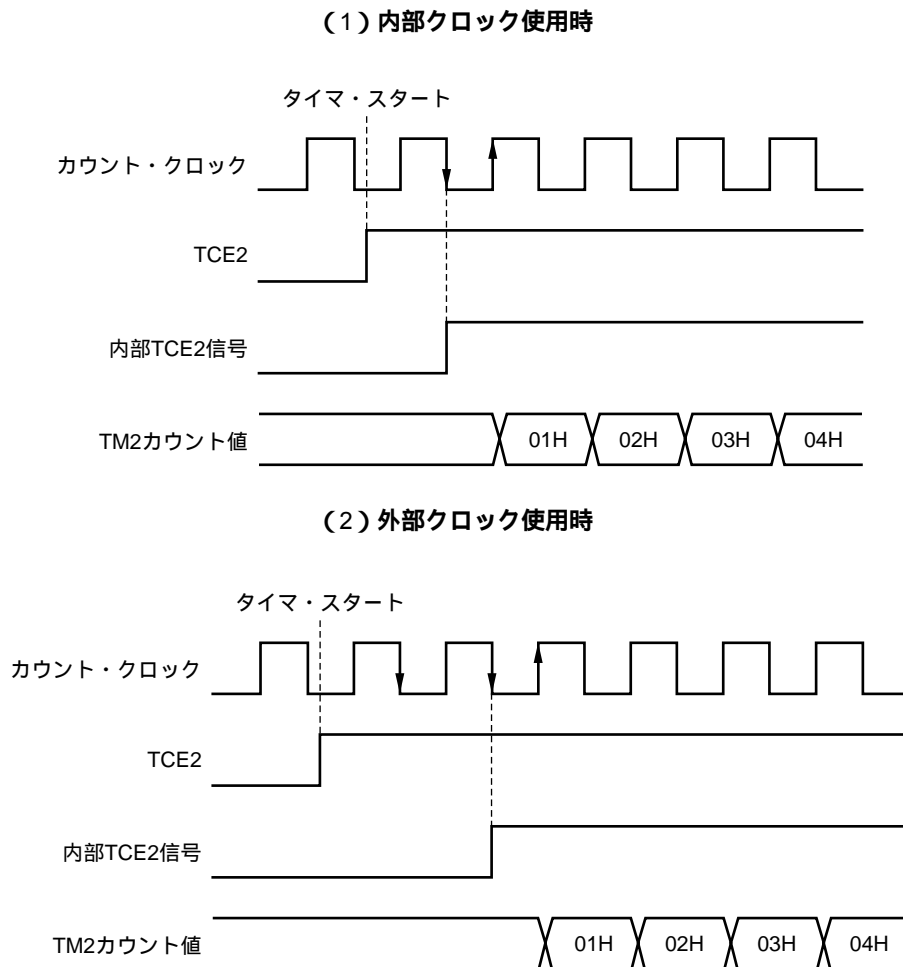 （1）内部クロック使用時
タイマ・スタート
カウント・クロック
TCE2
内部TCE2信号
TM2カウント値
01H 02H 03H 04H
（2）外部クロック使用時
タイマ・スタート
カウント・クロック
TCE2
内部TCE2信号
TM2カウント値
01H 02H 03H 04H